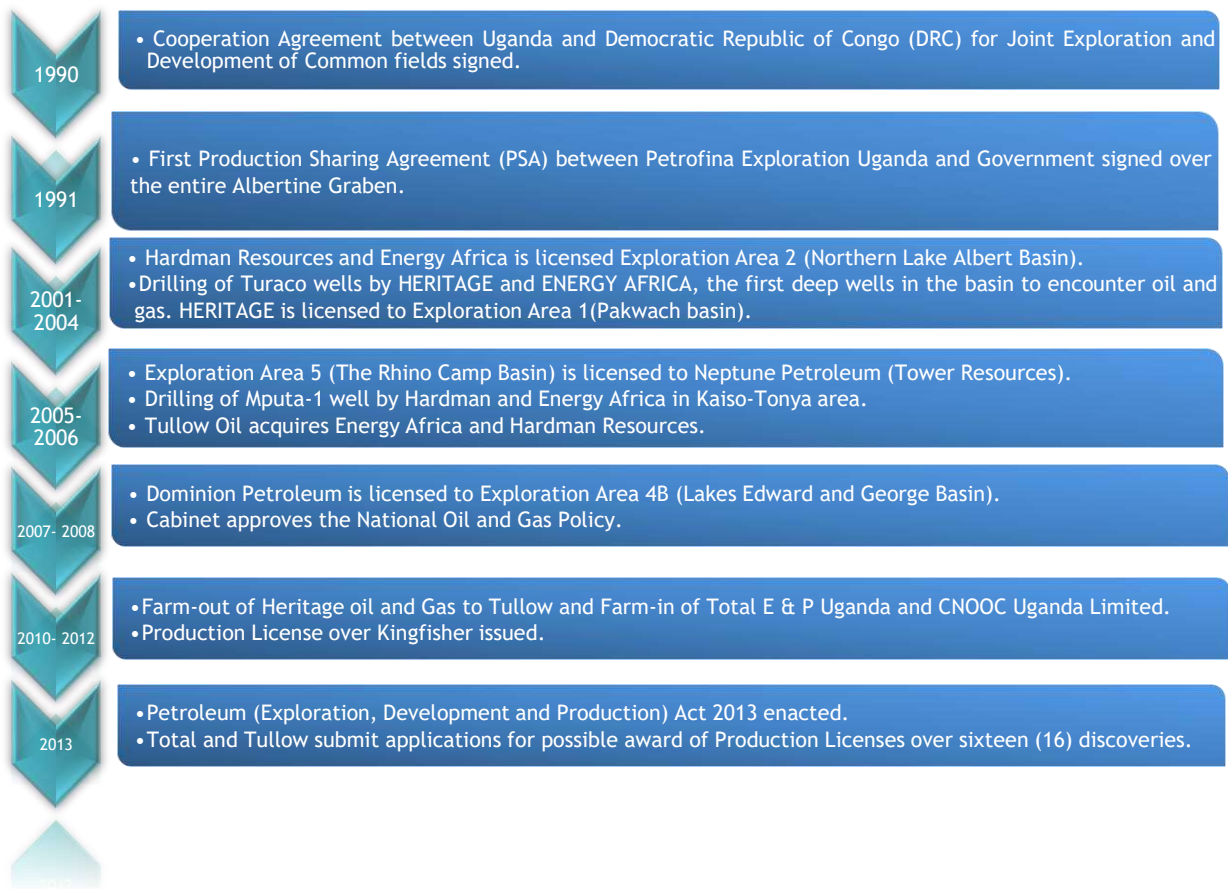 1990
• Cooperation Agreement between Uganda and Democratic Republic of Congo (DRC) for Joint Exploration and
Development of Common fields signed.
1991
• First Production Sharing Agreement (PSA) between Petrofina Exploration Uganda and Government signed over
the entire Albertine Graben.
2001-
2004
• Hardman Resources and Energy Africa is licensed Exploration Area 2 (Northern Lake Albert Basin).
•Drilling of Turaco wells by HERITAGE and ENERGY AFRICA, the first deep wells in the basin to encounter oil and
gas. HERITAGE is licensed to Exploration Area 1(Pakwach basin).
2005-
2006
• Exploration Area 5 (The Rhino Camp Basin) is licensed to Neptune Petroleum (Tower Resources).
• Drilling of Mputa-1 well by Hardman and Energy Africa in Kaiso-Tonya area.
• Tullow Oil acquires Energy Africa and Hardman Resources.
2007- 2008
• Dominion Petroleum is licensed to Exploration Area 4B (Lakes Edward and George Basin).
• Cabinet approves the National Oil and Gas Policy.
2010- 2012
•Farm-out of Heritage oil and Gas to Tullow and Farm-in of Total E & P Uganda and CNOOC Uganda Limited.
•Production License over Kingfisher issued.
2013
•Petroleum (Exploration, Development and Production) Act 2013 enacted.
•Total and Tullow submit applications for possible award of Production Licenses over sixteen (16) discoveries.